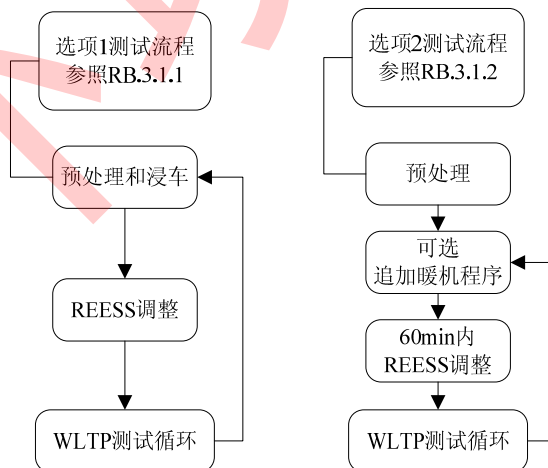 选项1测试流程
参照RB.3.1.1
预处理和浸车
REESS调整
WLTP测试循环
选项2测试流程
参照RB.3.1.2
预处理
可选
追加暖机程序
60min内
REESS调整
WLTP测试循环